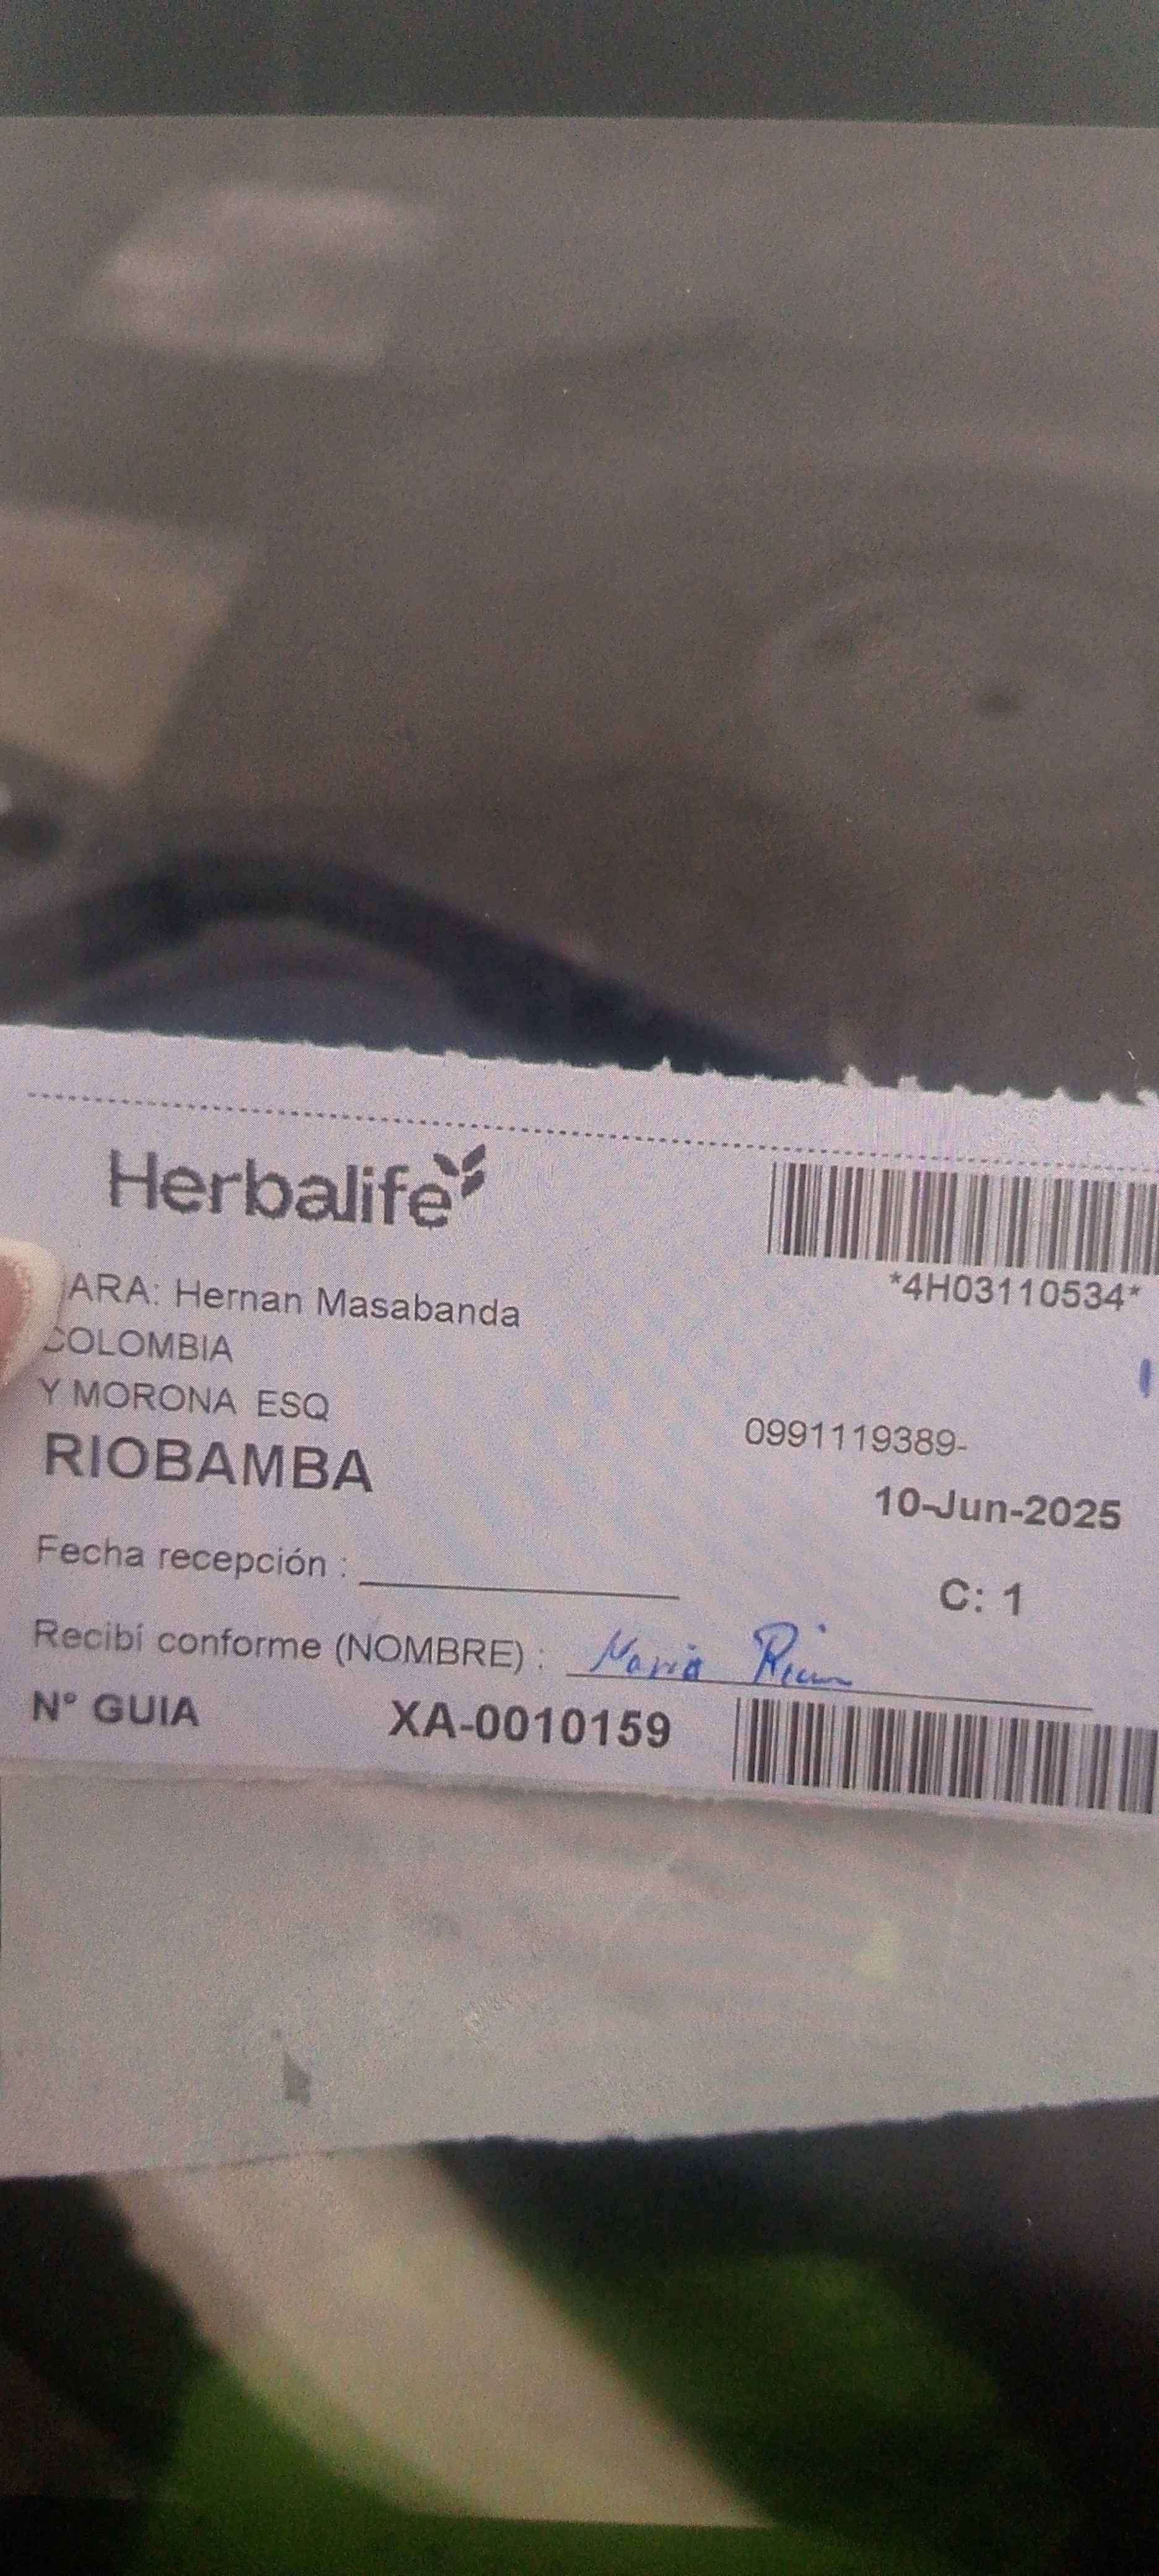 Herbalife
*4H03110534*
ARA: Hernan Masabanda
COLOMBIA
Y MORONA ESQ
0991119389-
RIOBAMBA
10-Jun-2025
Fecha recepción :
C: 1
Recibí conforme (NOMBRE) : Maria
N° GUIA XA-0010159